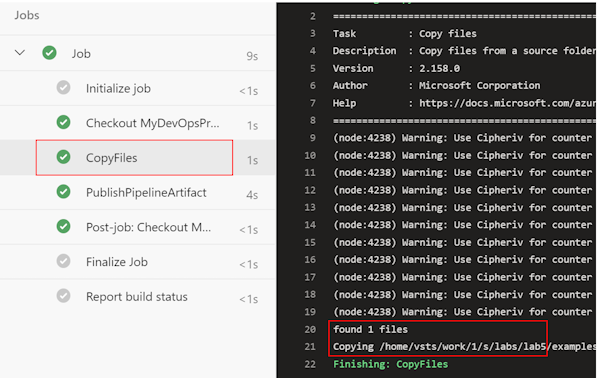 Jobs
Job 9s
Initialize job <1s
Checkout MyDevOpsPr... 1s
CopyFiles 1s
PublishPipelineArtifact 4s
Post-job: Checkout M... <1s
Finalize Job <1s
Report build status <1s
2 ==========================================
3 Task : Copy files
4 Description : Copy files from a source folder
5 Version : 2.158.0
6 Author : Microsoft Corporation
7 Help : https://docs.microsoft.com/azur
8 ==========================================
9 (node:4238) Warning: Use Cipheriv for counter
10 (node:4238) Warning: Use Cipheriv for counter
11 (node:4238) Warning: Use Cipheriv for counter
12 (node:4238) Warning: Use Cipheriv for counter
13 (node:4238) Warning: Use Cipheriv for counter
14 (node:4238) Warning: Use Cipheriv for counter
15 (node:4238) Warning: Use Cipheriv for counter
16 (node:4238) Warning: Use Cipheriv for counter
17 (node:4238) Warning: Use Cipheriv for counter
18 (node:4238) Warning: Use Cipheriv for counter
19 (node:4238) Warning: Use Cipheriv for counter
20 found 1 files
21 Copying /home/vsts/work/1/s/labs/lab5/examples
22 Finishing: CopyFiles